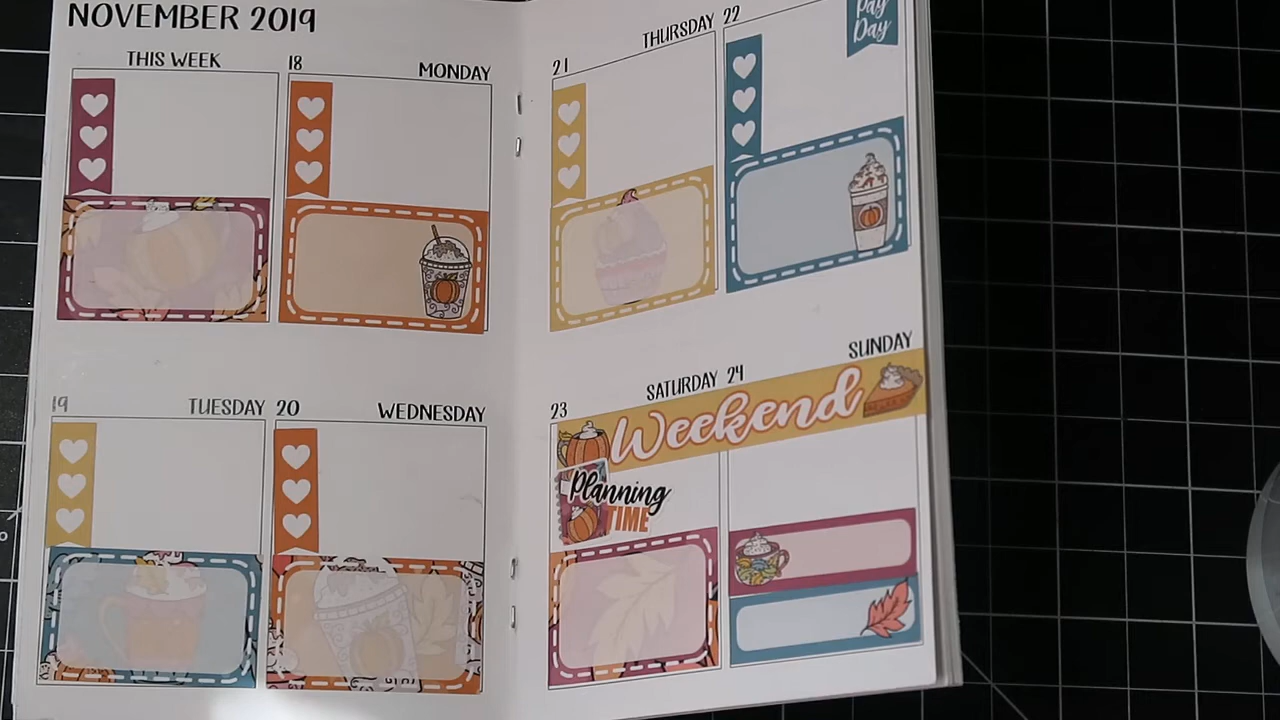 NOVEMBER 2019
THIS WEEK
18 MONDAY
19 TUESDAY
20 WEDNESDAY
21 THURSDAY
22
Pay
Day
23 SATURDAY
24 SUNDAY
Weekend
Planning
TIME